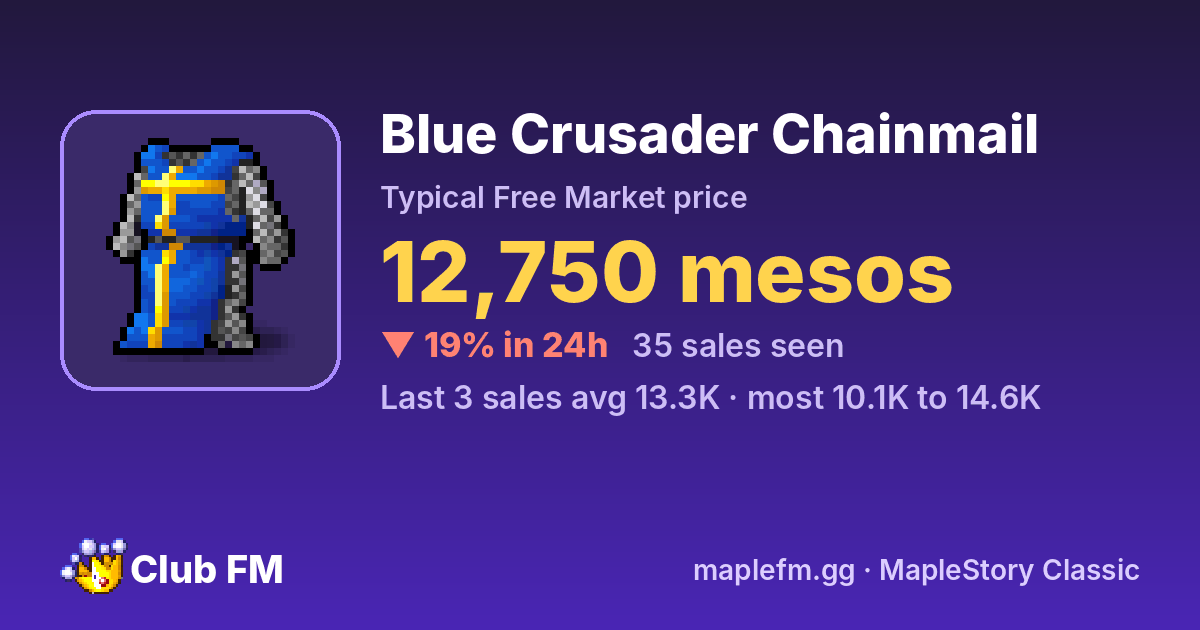 Blue Crusader Chainmail
Typical Free Market price
12,750 mesos
▼ 19% in 24h 35 sales seen
Last 3 sales avg 13.3K · most 10.1K to 14.6K
Club FM
maplefm.gg · MapleStory Classic